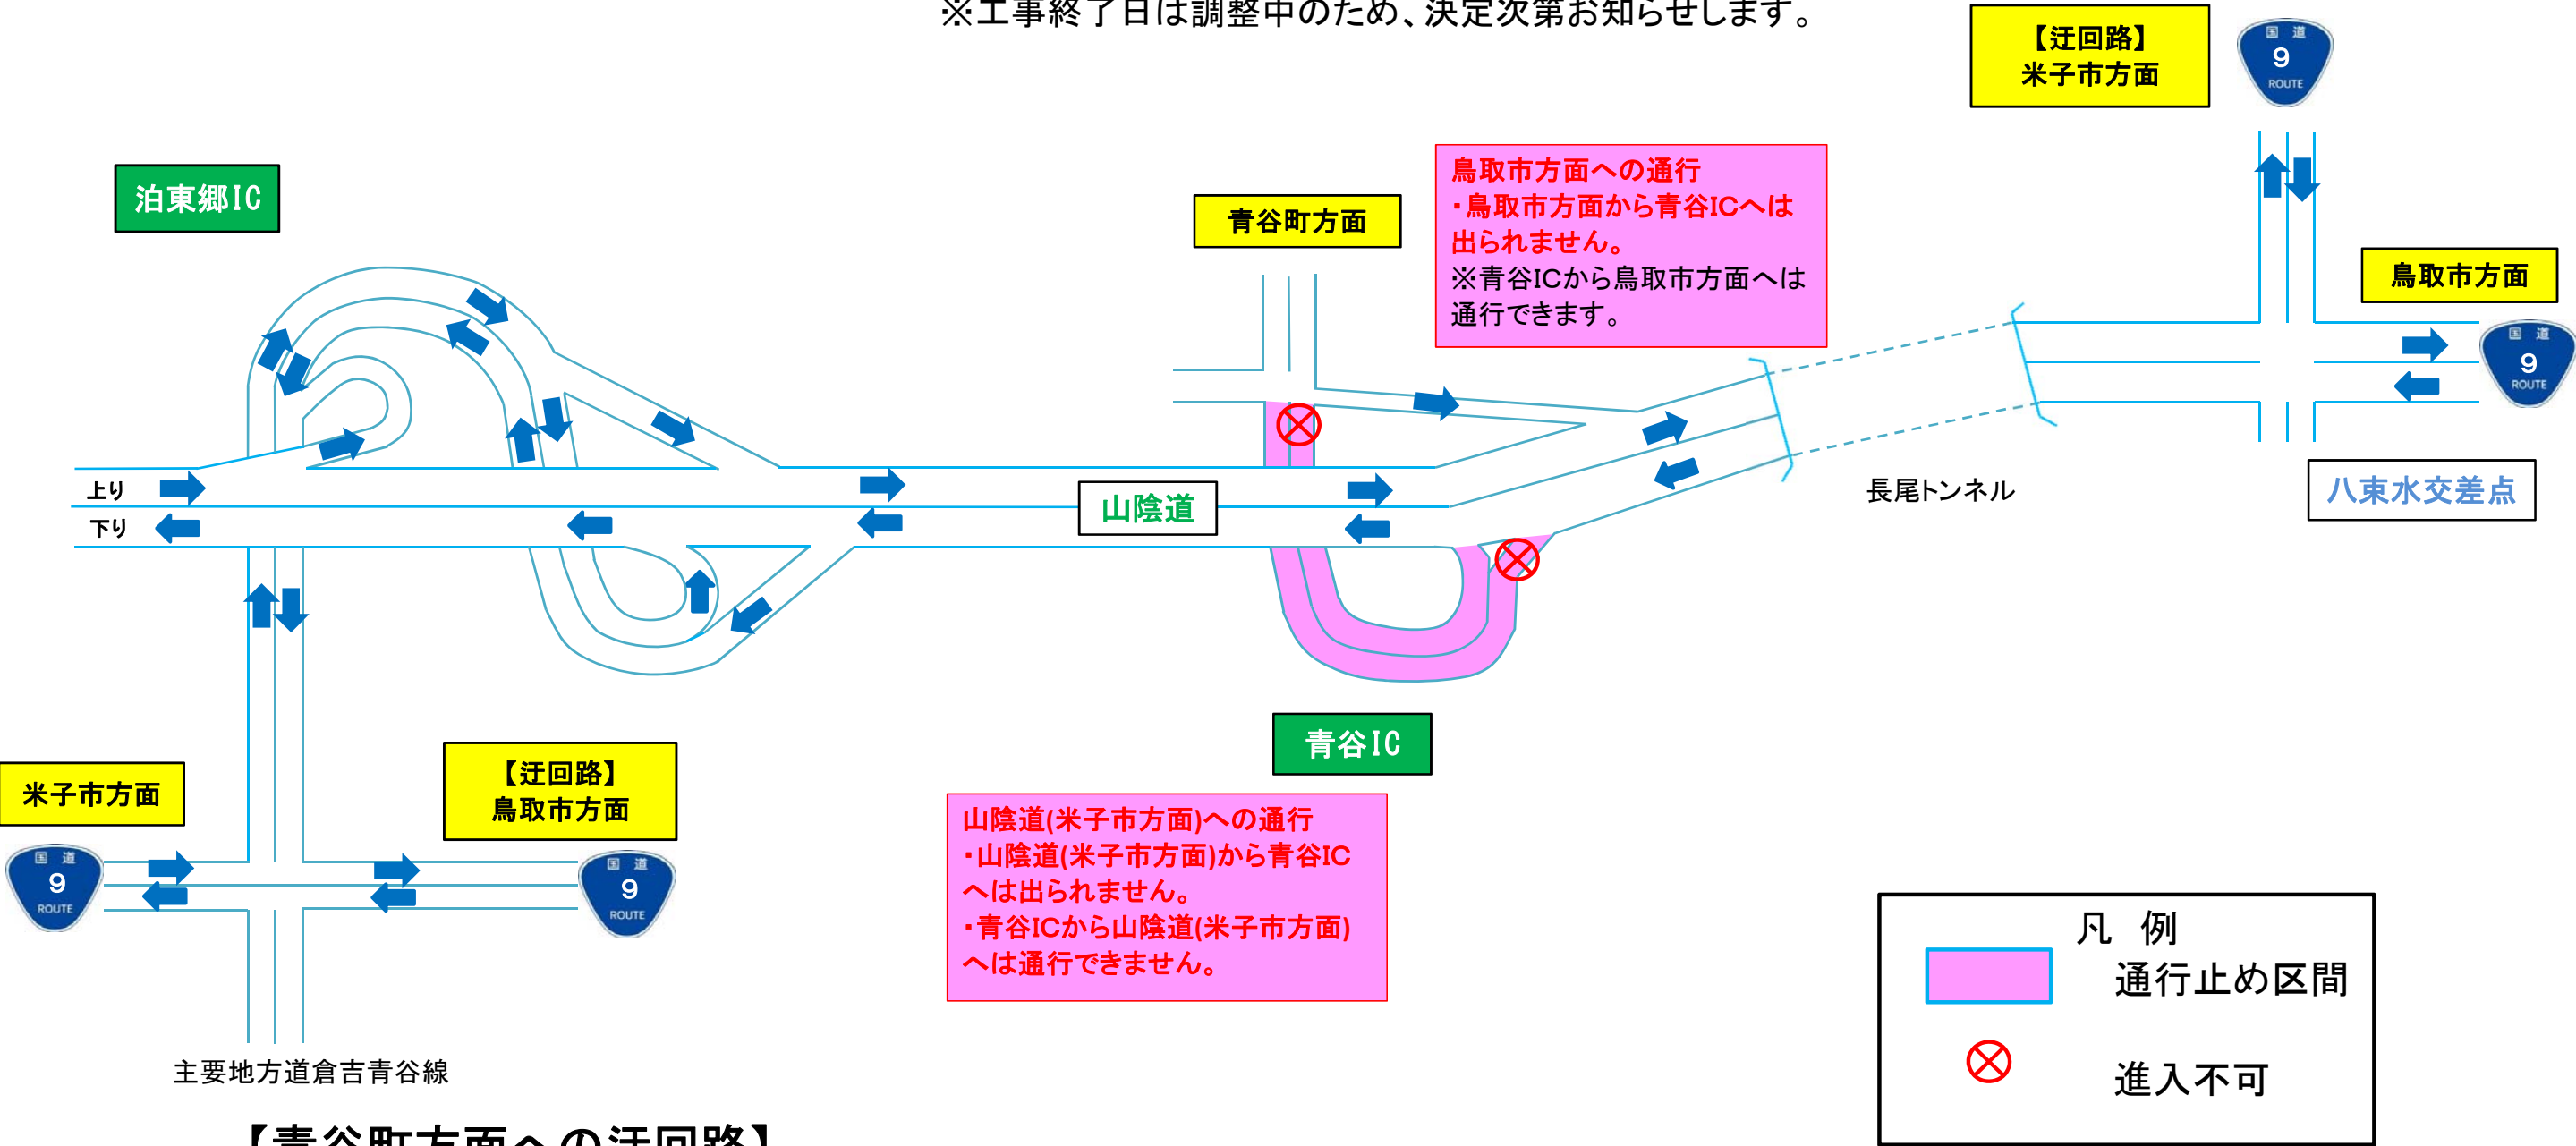 ※工事終了日は調整中のため、決定次第お知らせします。
【迂回路】
米子市方面
国 道
9
ROUTE
泊東郷IC
青谷町方面
鳥取市方面への通行
・鳥取市方面から青谷ICへは
出られません。
※青谷ICから鳥取市方面へは
通行できます。
鳥取市方面
国 道
9
ROUTE
上り
下り
山陰道
長尾トンネル
八束水交差点
青谷IC
米子市方面
国 道
9
ROUTE
【迂回路】
鳥取市方面
国 道
9
ROUTE
山陰道(米子市方面)への通行
・山陰道(米子市方面)から青谷IC
へは出られません。
・青谷ICから山陰道(米子市方面)
へは通行できません。
凡 例
通行止め区間
進入不可
主要地方道倉吉青谷線
【青谷町方面への迂回路】